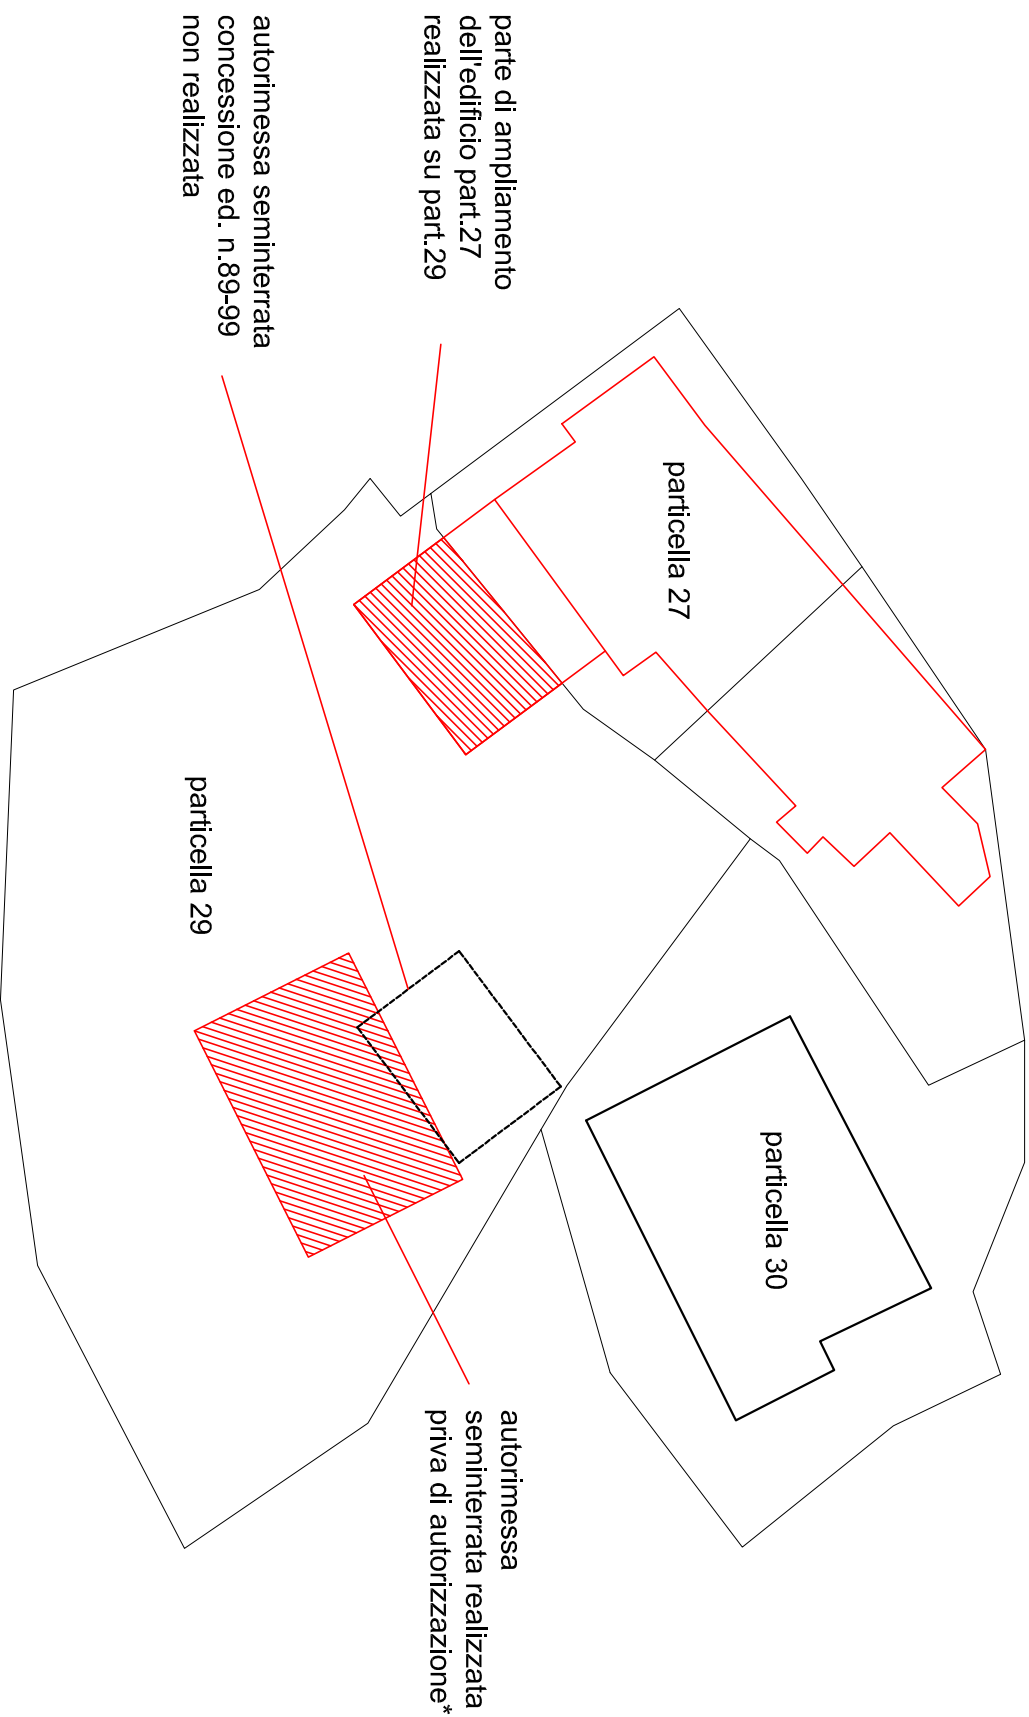 parte di ampliamento
dell'edificio part.27
realizzata su part.29
autorimessa seminterrata
concessione ed. n.89-99
non realizzata
particella 27
particella 29
particella 30
autorimessa
seminterrata realizzata
priva di autorizzazione*